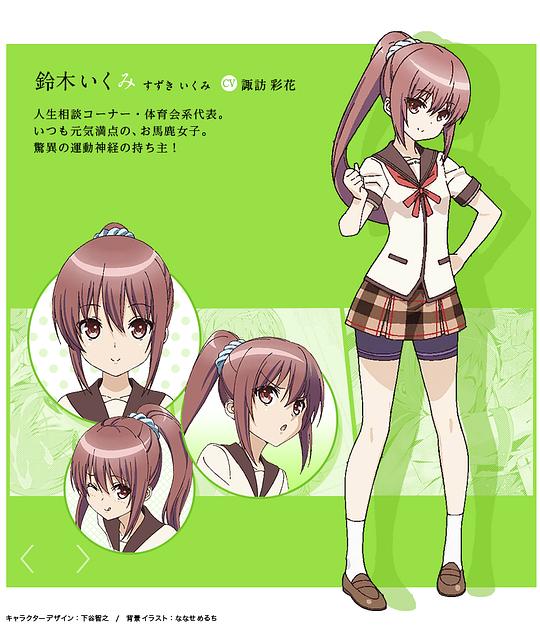 鈴木いくみ すずき いくみ CV 諏訪 彩花
人生相談コーナー・体育会系代表。
いつも元気満点の、お馬鹿女子。
驚異の運動神経の持ち主！
キャラクターデザイン：下谷智之 / 背景イラスト：ななせめるち